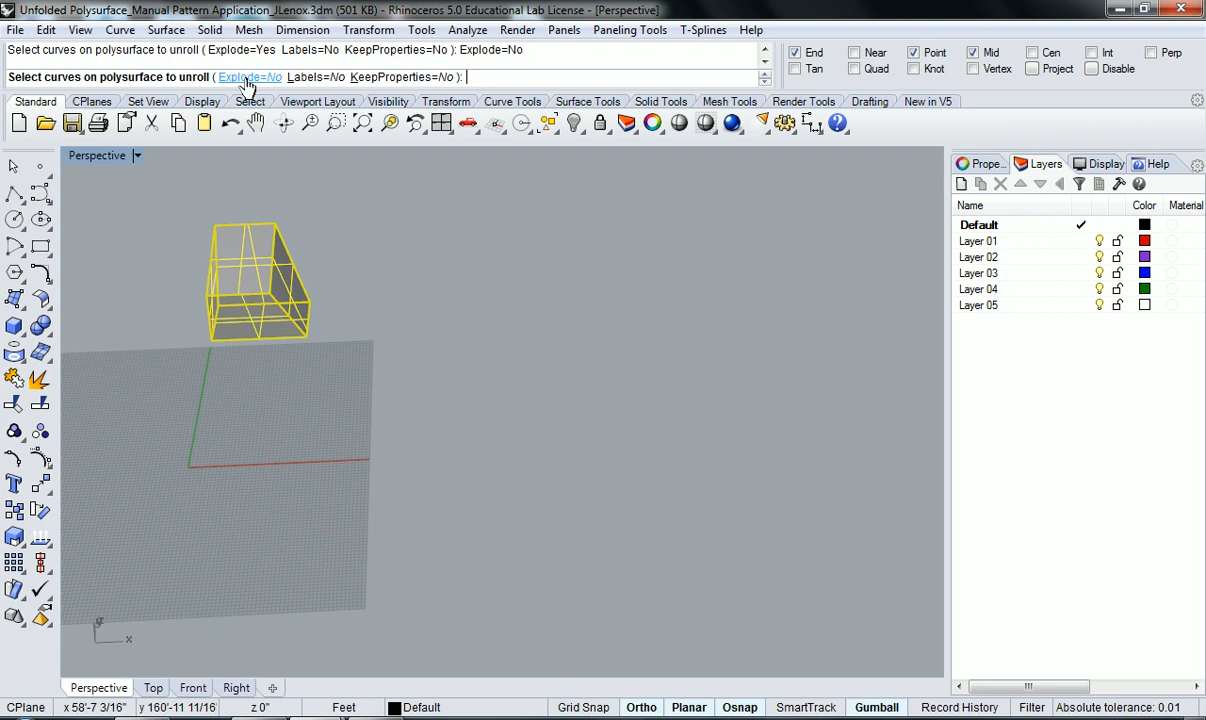 Unfolded Polysurface_Manual Pattern Application_JLenox.3dm (501 KB) - Rhinoceros 5.0 Educational Lab License - [Perspective]
File Edit View Curve Surface Solid Mesh Dimension Transform Tools Analyze Render Panels Paneling Tools T-Splines Help
Select curves on polysurface to unroll ( Explode=Yes Labels=No KeepProperties=No ): Explode=No
Select curves on polysurface to unroll ( Explode=No Labels=No KeepProperties=No ):
End Near Point Mid Cen Int Perp
Tan Quad Knot Vertex Project Disable
Standard CPlanes Set View Display Select Viewport Layout Visibility Transform Curve Tools Surface Tools Solid Tools Mesh Tools Render Tools Drafting New in V5
Perspective
Prope... Layers Display Help
Name Color Material
Default
Layer 01
Layer 02
Layer 03
Layer 04
Layer 05
x
Perspective Top Front Right
CPlane x 58'-7 3/16" y 160'-11 11/16' z 0" Feet Default Grid Snap Ortho Planar Osnap SmartTrack Gumball Record History Filter Absolute tolerance: 0.01